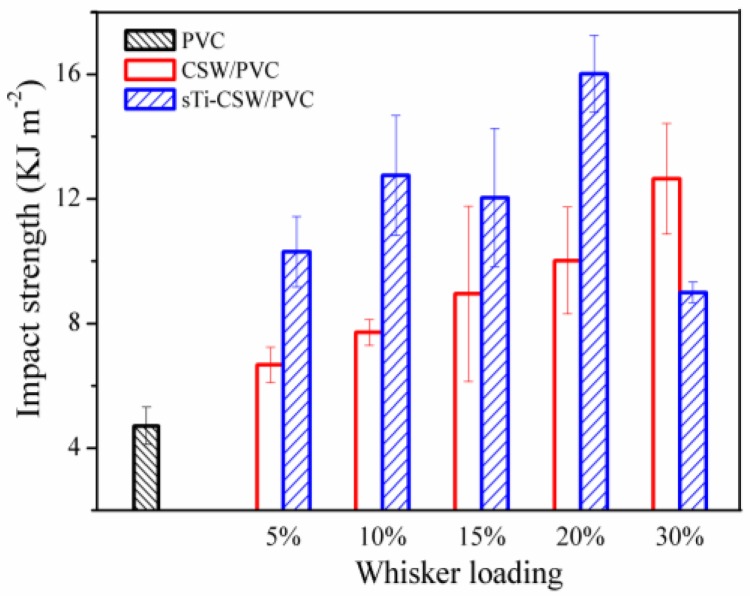 PVC
CSW/PVC
sTi-CSW/PVC
Impact strength (KJ m⁻²)
16
12
8
4
5% 10% 15% 20% 30%
Whisker loading